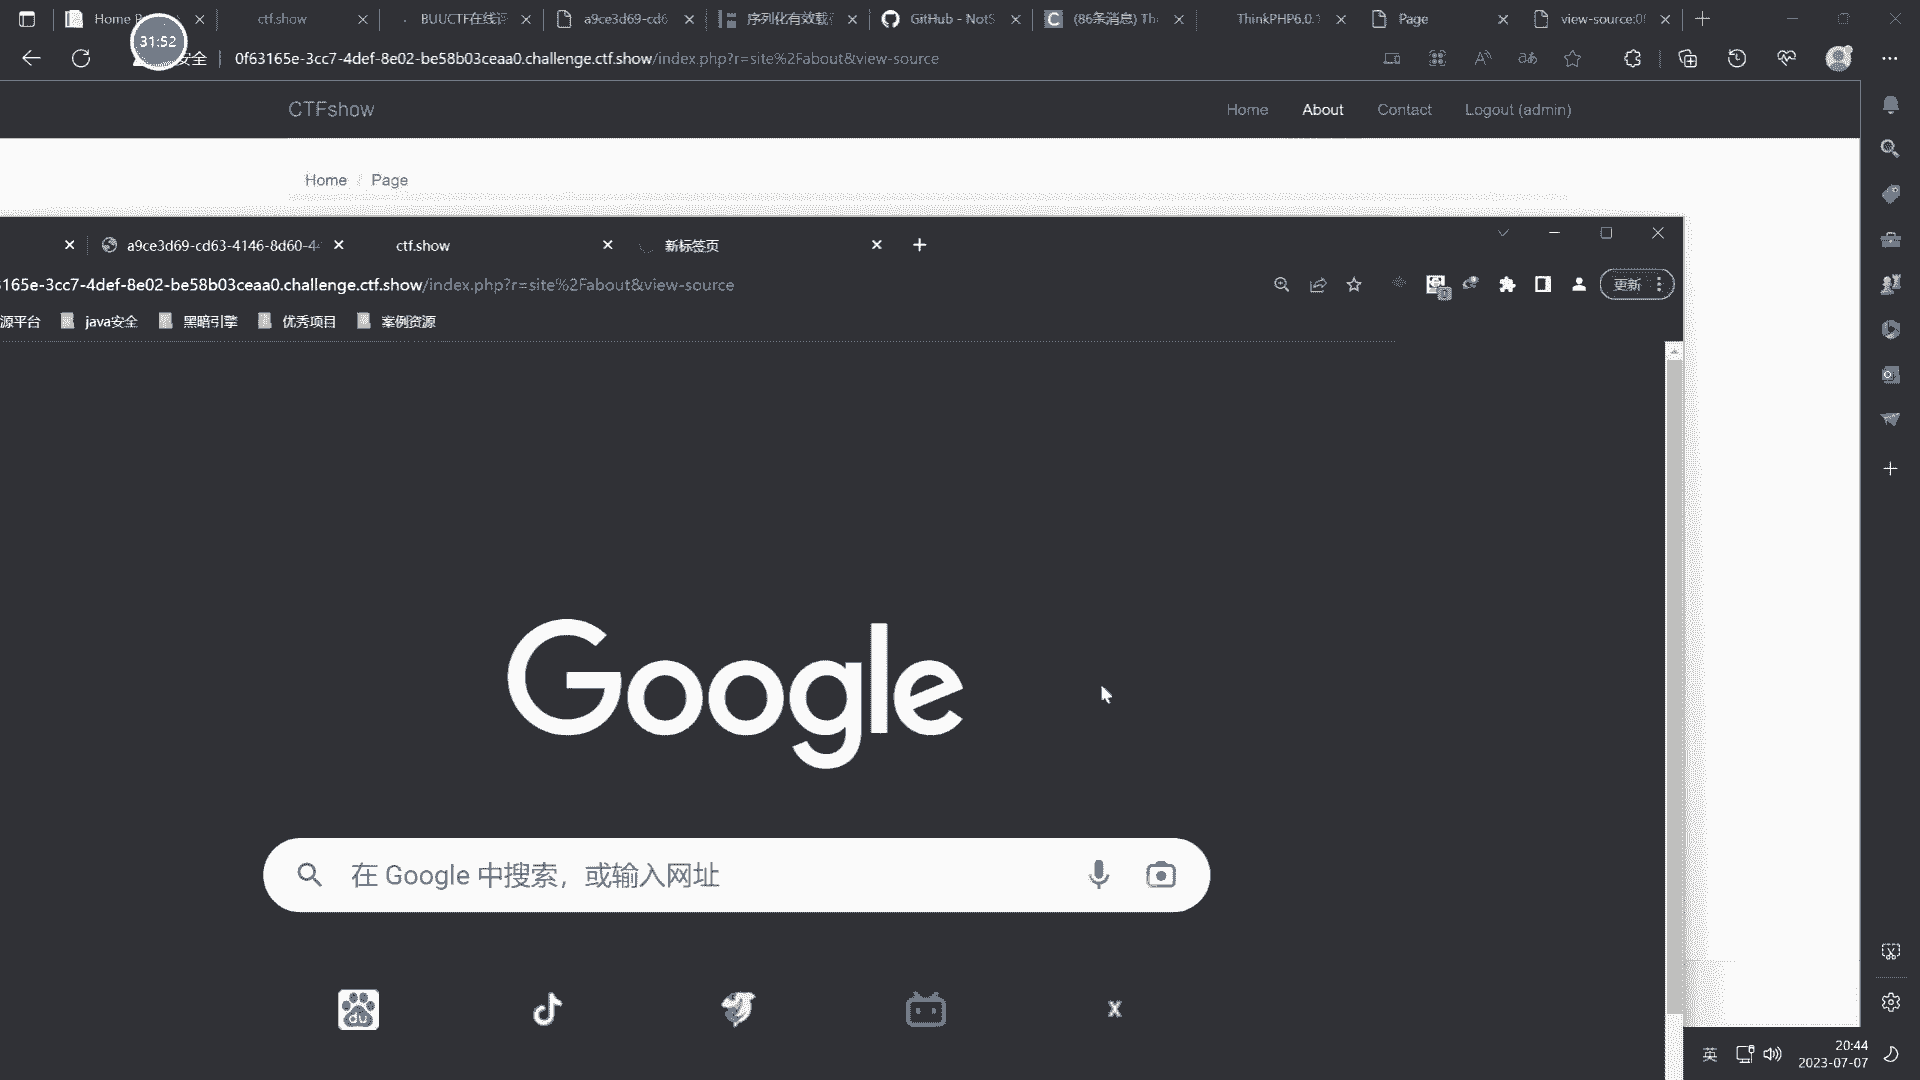 Home P
ctf.show
BUUCTF在线评
a9ce3d69-cd6
序列化有效载荷
GitHub - NotS
(86条消息) Th
ThinkPHP6.0.1
Page
view-source:0f
31:52
安全
0f63165e-3cc7-4def-8e02-be58b03ceaa0.challenge.ctf.show/index.php?r=site%2Fabout&view-source
CTFshow
Home
About
Contact
Logout (admin)
Home / Page
a9ce3d69-cd63-4146-8d60-4
ctf.show
新标签页
165e-3cc7-4def-8e02-be58b03ceaa0.challenge.ctf.show/index.php?r=site%2Fabout&view-source
更新
源平台
java安全
黑暗引擎
优秀项目
案例资源
Google
在 Google 中搜索，或输入网址
du
X
英
20:44
2023-07-07